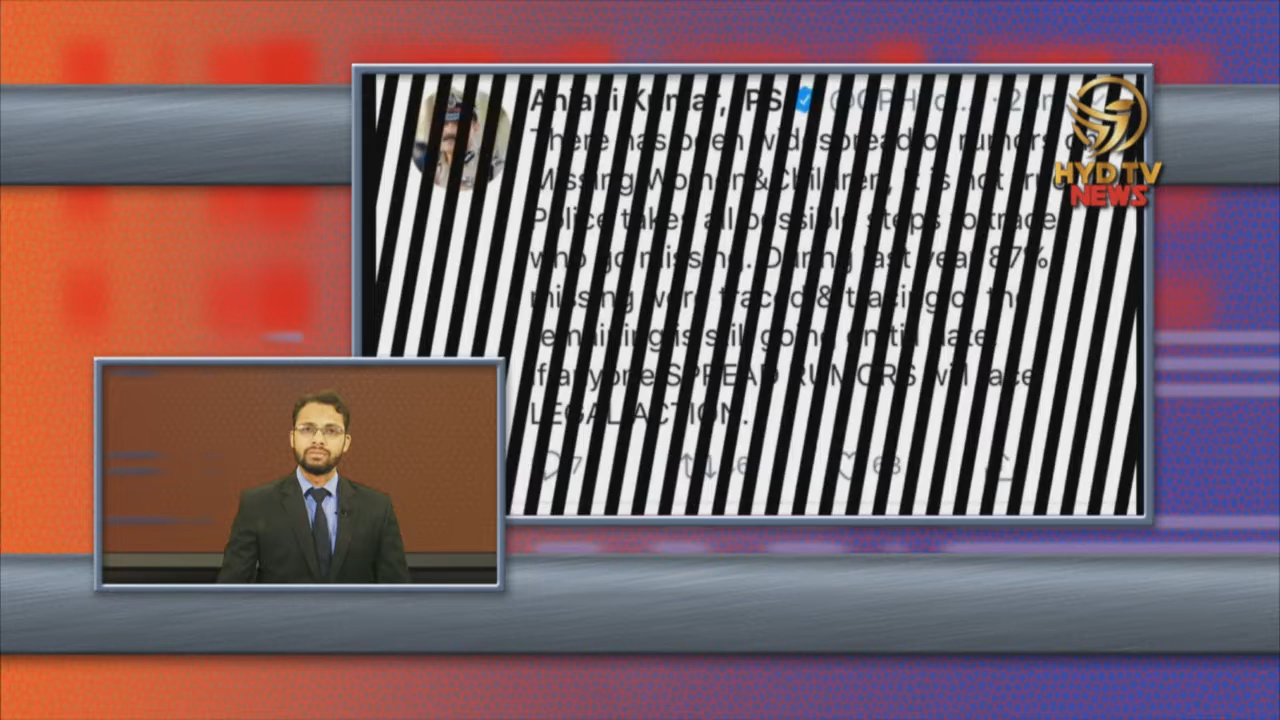 Anjani Kumar, IPS
There has been widespread of rumors
Missing Women&Children, it is not true
Police takes all possible steps to trace
who go missing. During last year 87%
missing were traced & tracing of the
remaining is still going on till date.
If anyone SPREAD RUMORS will face
LEGAL ACTION.
HYD TV
NEWS